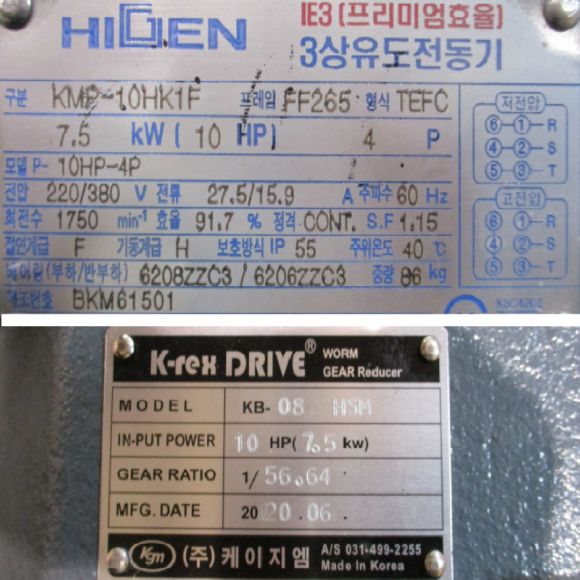 HIGEN
IE3 (프리미엄효율)
3상유도전동기
구분 KMP-10HK1F 프레임 FF265 형식 TEFC
7.5 kW ( 10 HP) 4 P
모델 P- 10HP-4P
전압 220/380 V 전류 27.5/15.9 A 주파수 60 Hz
회전수 1750 min⁻¹ 효율 91.7 % 정격 CONT. S.F 1.15
절연계급 F 기동계급 H 보호방식 IP 55 주위온도 40 ℃
베어링(부하/반부하) 6208ZZC3 / 6206ZZC3 중량 86 kg
제조번호 BKM61501
저전압
⑥ ① R
④ ② S
⑤ ③ T
고전압
⑥ ① R
④ ② S
⑤ ③ T
K-rex DRIVE® WORM
GEAR Reducer
MODEL KB- 08 HSM
IN-PUT POWER 10 HP( 7.5 kw)
GEAR RATIO 1/ 56.64
MFG. DATE 20 20.06 .
Kgm (주)케이지엠 A/S 031-499-2255
Made in Korea